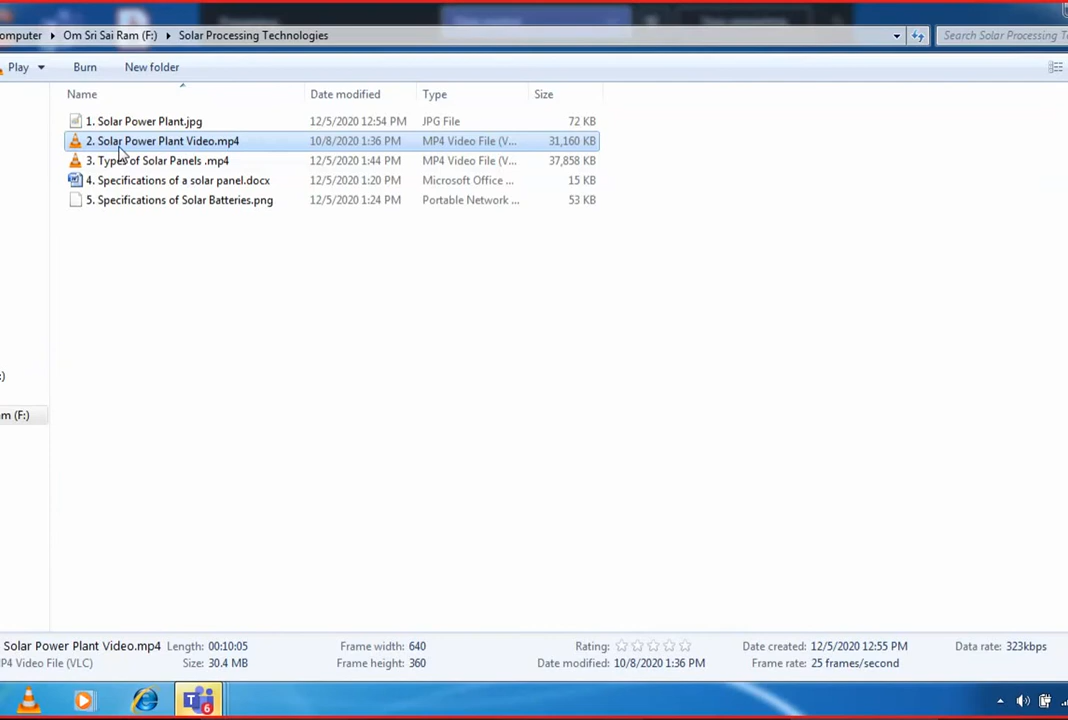 omputer ▸ Om Sri Sai Ram (F:) ▸ Solar Processing Technologies Search Solar Processing T
Play Burn New folder
Name Date modified Type Size
1. Solar Power Plant.jpg 12/5/2020 12:54 PM JPG File 72 KB
2. Solar Power Plant Video.mp4 10/8/2020 1:36 PM MP4 Video File (V... 31,160 KB
3. Types of Solar Panels .mp4 12/5/2020 1:44 PM MP4 Video File (V... 37,858 KB
4. Specifications of a solar panel.docx 12/5/2020 1:20 PM Microsoft Office ... 15 KB
5. Specifications of Solar Batteries.png 12/5/2020 1:24 PM Portable Network ... 53 KB
:)
m (F:)
Solar Power Plant Video.mp4 Length: 00:10:05 Frame width: 640 Rating: Date created: 12/5/2020 12:55 PM Data rate: 323kbps
P4 Video File (VLC) Size: 30.4 MB Frame height: 360 Date modified: 10/8/2020 1:36 PM Frame rate: 25 frames/second
T 6